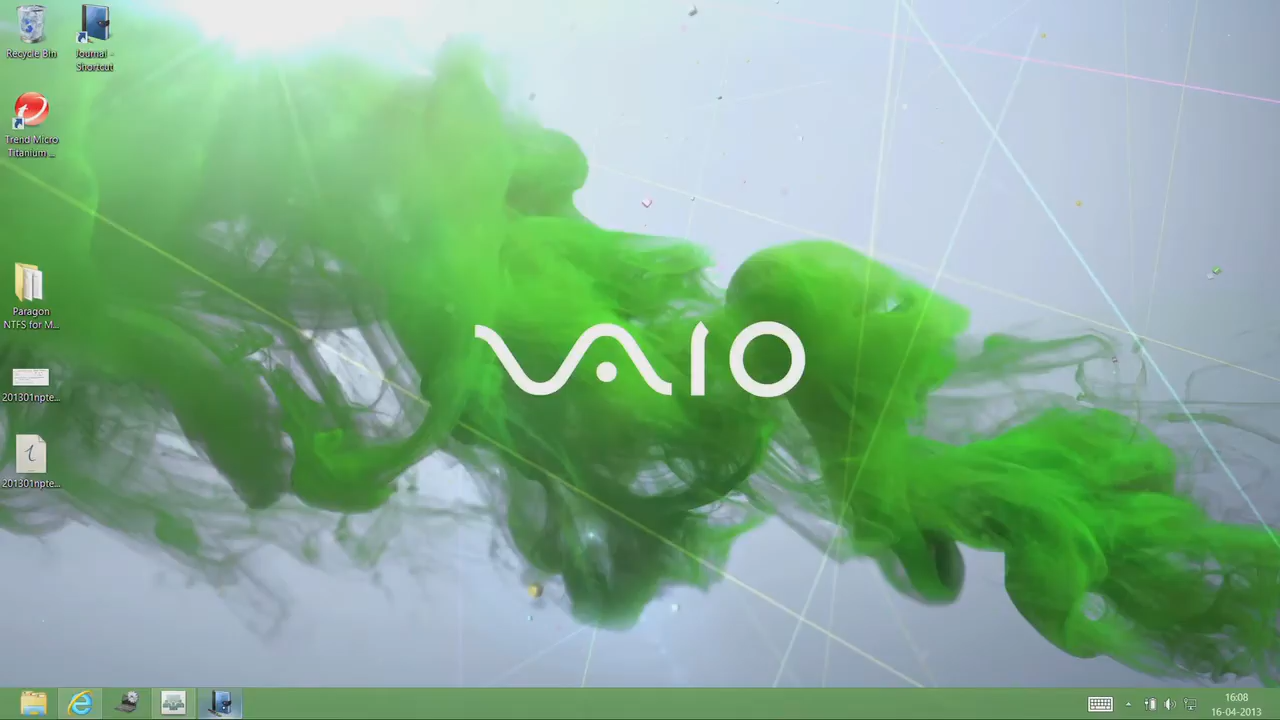 Recycle Bin
Journal - Shortcut
Trend Micro
Titanium ...
Paragon
NTFS for M...
201301npte...
201301npte...
VAIO
16:08
16-04-2013